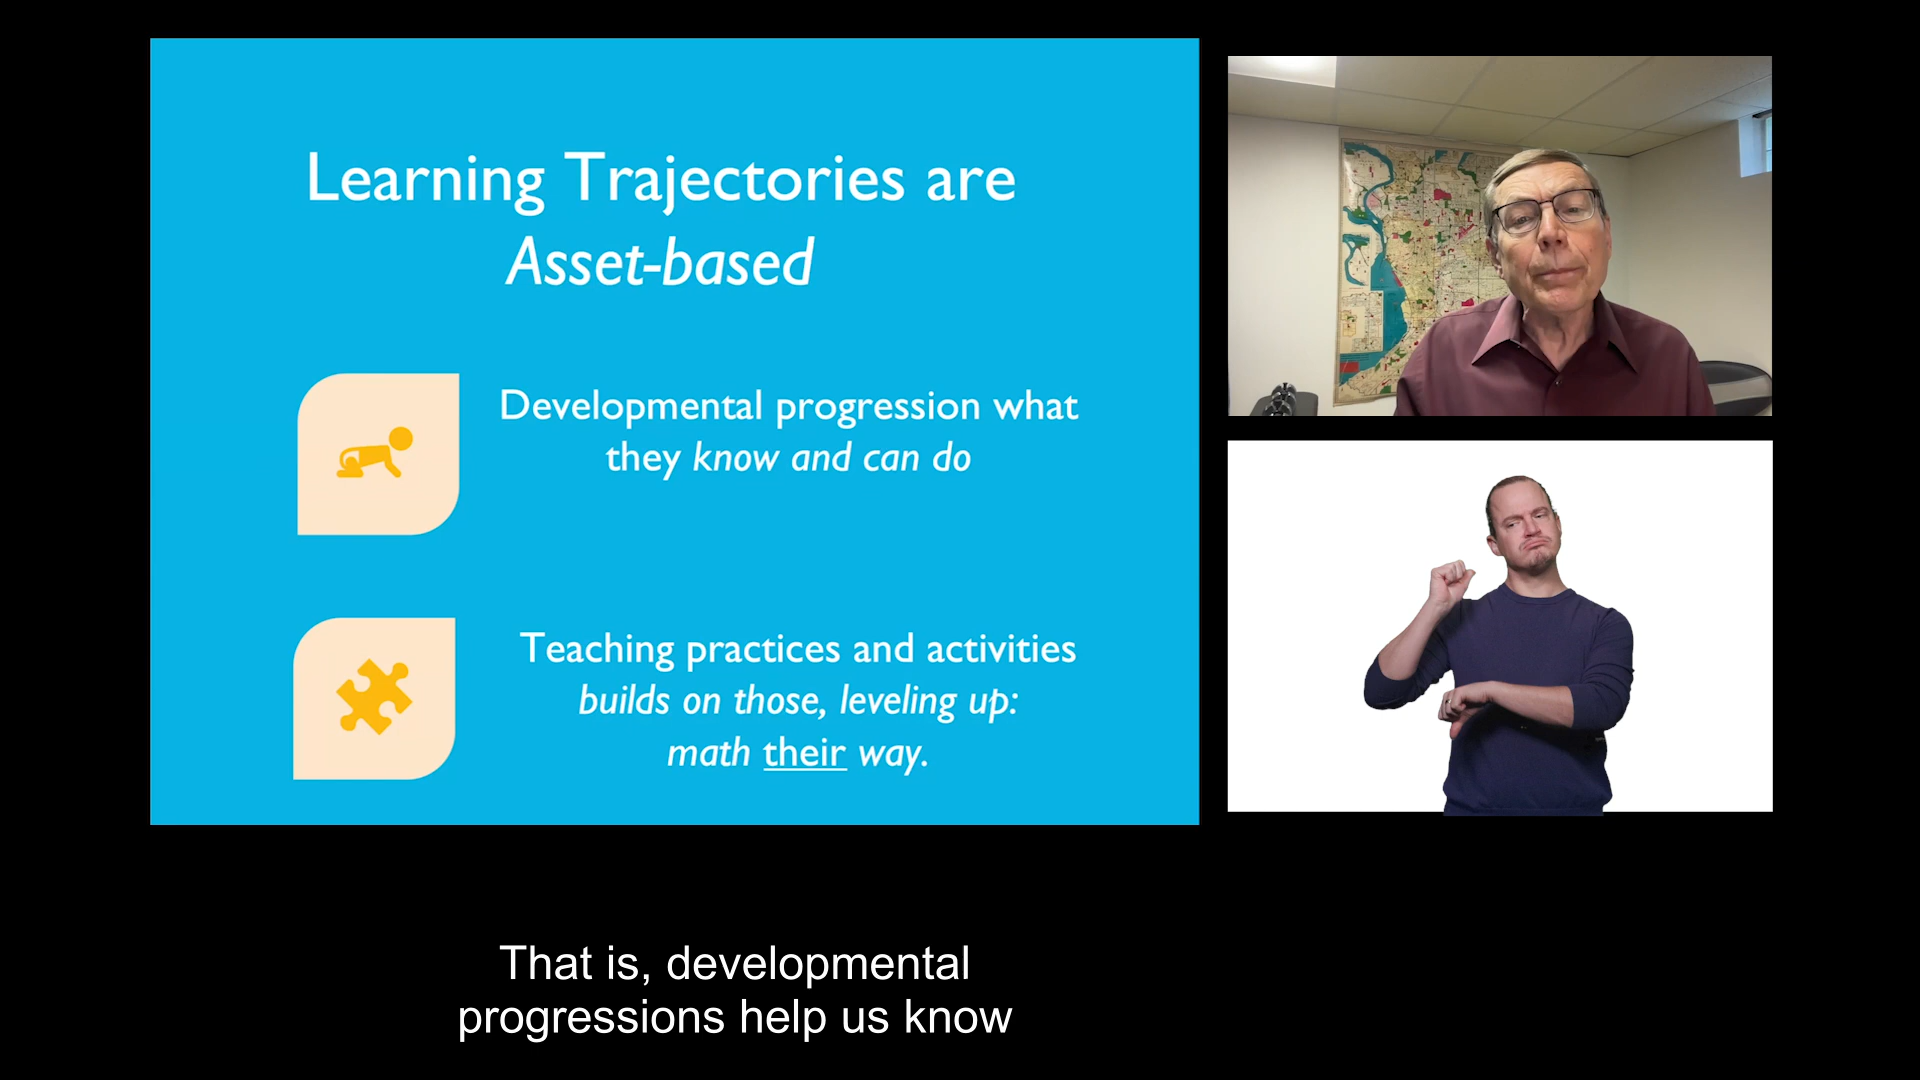 Learning Trajectories are
Asset-based
Developmental progression what
they know and can do
Teaching practices and activities
builds on those, leveling up:
math their way.
That is, developmental
progressions help us know